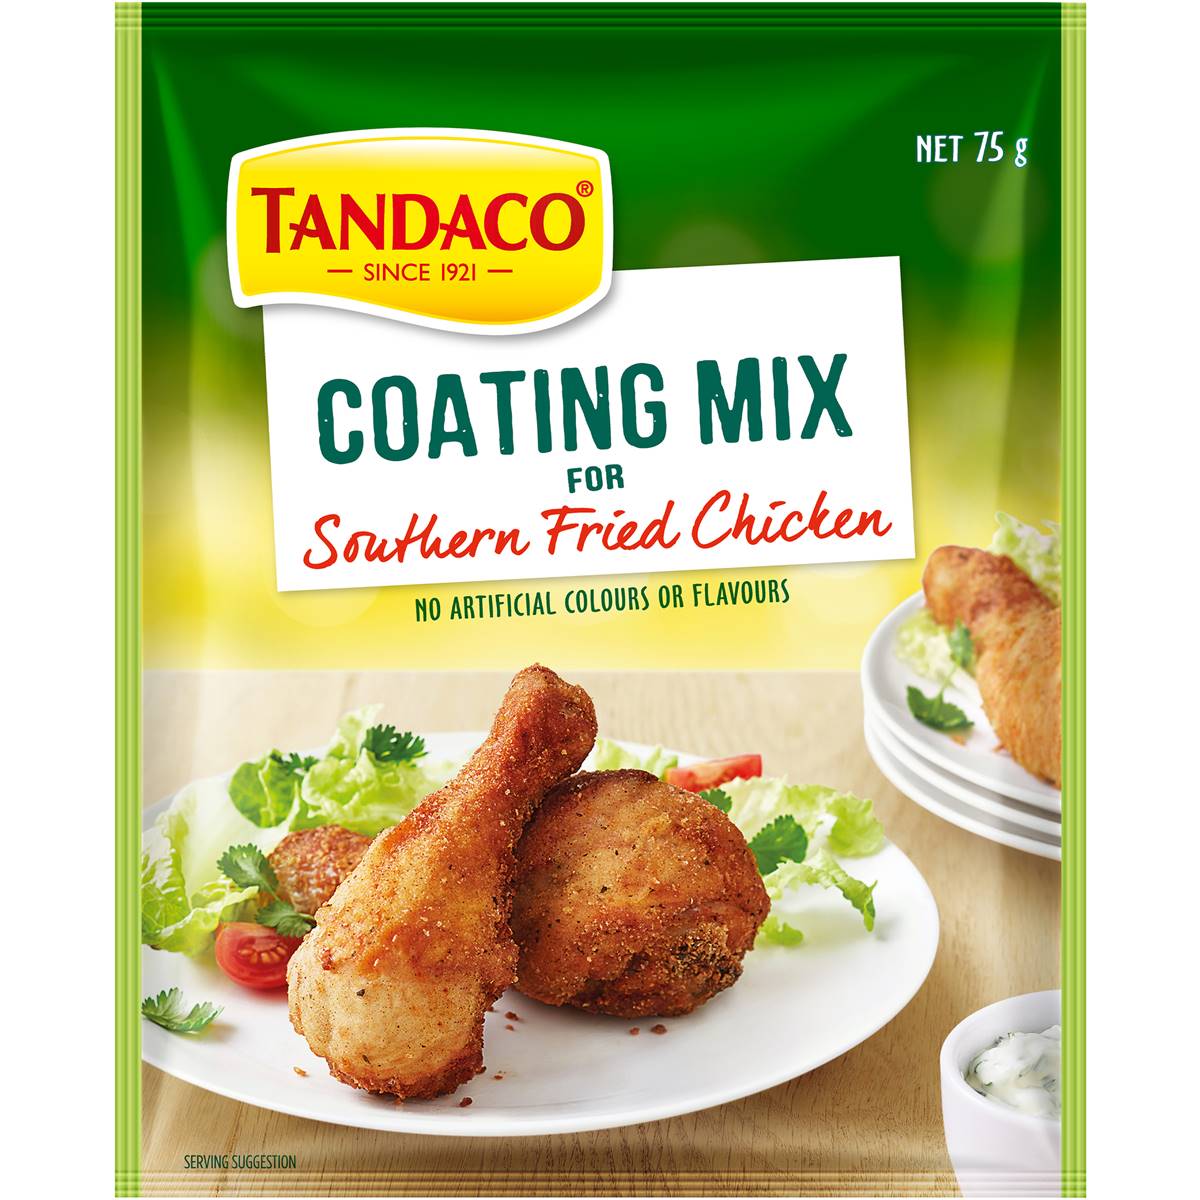 NET 75 g
TANDACO®
— SINCE 1921 —
COATING MIX
FOR
Southern Fried Chicken
NO ARTIFICIAL COLOURS OR FLAVOURS
SERVING SUGGESTION